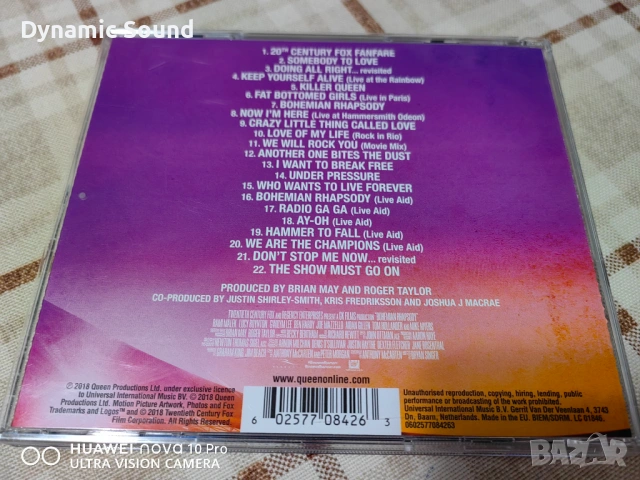 Dynamic Sound
1. 20TH CENTURY FOX FANFARE
2. SOMEBODY TO LOVE
3. DOING ALL RIGHT... revisited
4. KEEP YOURSELF ALIVE (Live at the Rainbow)
5. KILLER QUEEN
6. FAT BOTTOMED GIRLS (Live in Paris)
7. BOHEMIAN RHAPSODY
8. NOW I'M HERE (Live at Hammersmith Odeon)
9. CRAZY LITTLE THING CALLED LOVE
10. LOVE OF MY LIFE (Rock in Rio)
11. WE WILL ROCK YOU (Movie Mix)
12. ANOTHER ONE BITES THE DUST
13. I WANT TO BREAK FREE
14. UNDER PRESSURE
15. WHO WANTS TO LIVE FOREVER
16. BOHEMIAN RHAPSODY (Live Aid)
17. RADIO GA GA (Live Aid)
18. AY-OH (Live Aid)
19. HAMMER TO FALL (Live Aid)
20. WE ARE THE CHAMPIONS (Live Aid)
21. DON'T STOP ME NOW... revisited
22. THE SHOW MUST GO ON
PRODUCED BY BRIAN MAY AND ROGER TAYLOR
CO-PRODUCED BY JUSTIN SHIRLEY-SMITH, KRIS FREDRIKSSON AND JOSHUA J MACRAE
www.queenonline.com
℗ 2018 Queen Productions Ltd. under exclusive licence
to Universal International Music BV. © 2018 Queen
Productions Ltd. Motion Picture Artwork, Photos and Fox
Trademarks and Logos™ and © 2018 Twentieth Century Fox
Film Corporation. All Rights Reserved.
6 02577 08426 3
Unauthorised reproduction, copying, hiring, lending, public
performance or broadcasting of the work prohibited.
Universal International Music B.V. Gerrit Van Der Veenlaan 4, 3743
Dn, Baarn, Netherlands. Made in the EU. BIEM/SDRM. LC 01846.
0602577084263
HUAWEI nova 10 Pro
ULTRA VISION CAMERA
BAZAR.bg